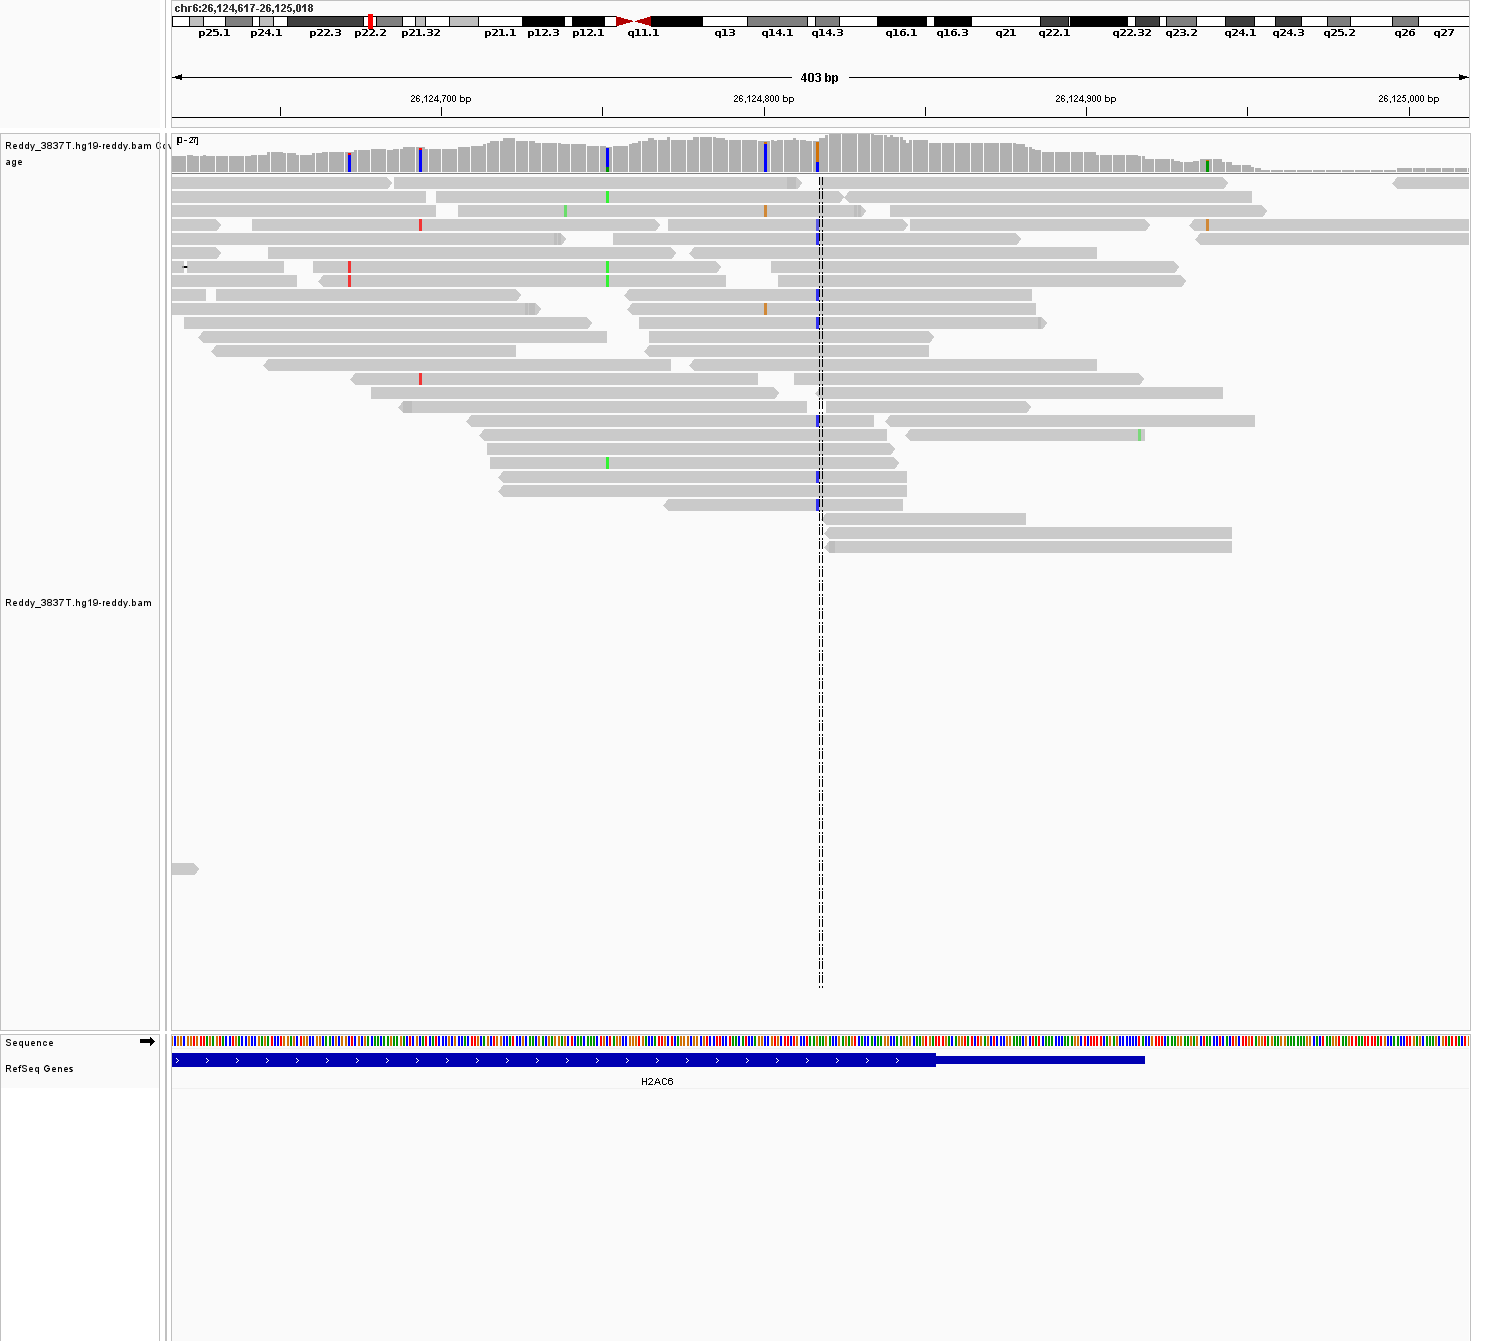 chr6:26,124,617-26,125,018
p25.1 p24.1 p22.3 p22.2 p21.32 p21.1 p12.3 p12.1 q11.1 q13 q14.1 q14.3 q16.1 q16.3 q21 q22.1 q22.32 q23.2 q24.1 q24.3 q25.2 q26 q27
403 bp
26,124,700 bp 26,124,800 bp 26,124,900 bp 26,125,000 bp
Reddy_3837T.hg19-reddy.bam Cov
age
[0 - 27]
Reddy_3837T.hg19-reddy.bam
Sequence
RefSeq Genes
H2AC6